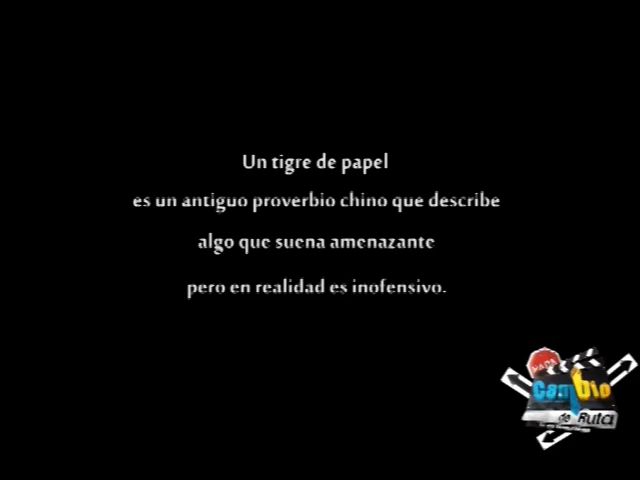 Un tigre de papel
es un antiguo proverbio chino que describe
algo que suena amenazante
pero en realidad es inofensivo.
Cambio
de Ruta